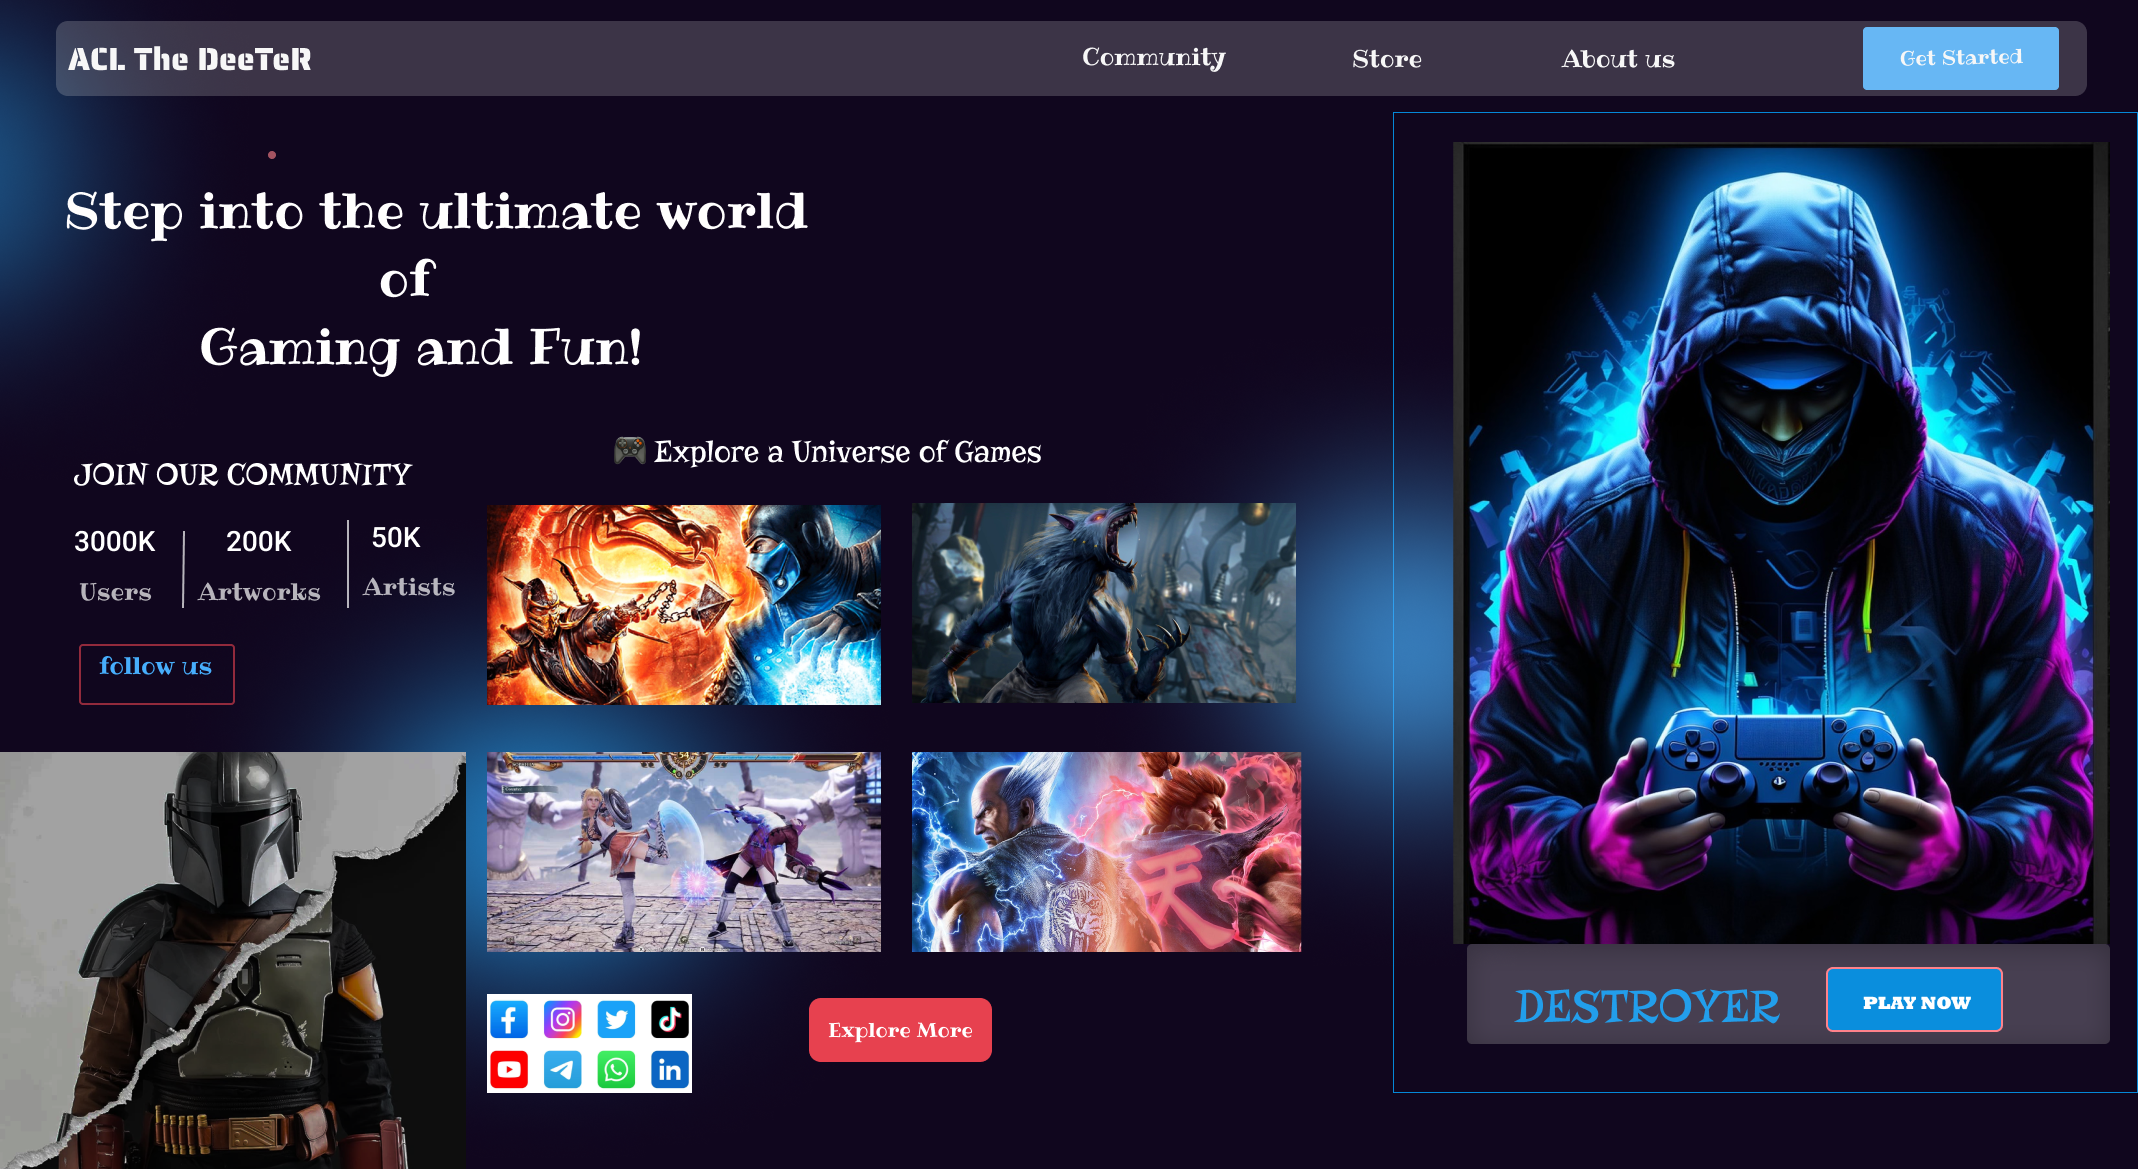 ACL The DeeTeR
Community
Store
About us
Get Started
Step into the ultimate world
of
Gaming and Fun!
JOIN OUR COMMUNITY
3000K
200K
50K
Users
Artworks
Artists
follow us
🎮 Explore a Universe of Games
天
Explore More
DESTROYER
PLAY NOW